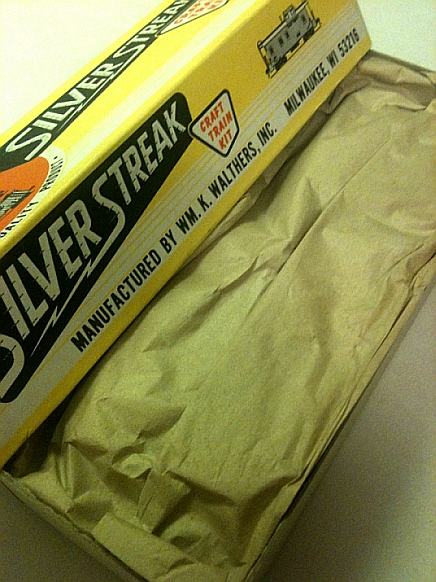 SILVER STREAK
CRAFT
TRAIN
KIT
SILVER STREAK
MANUFACTURED BY WM. K. WALTHERS, INC. MILWAUKEE, WI 53216